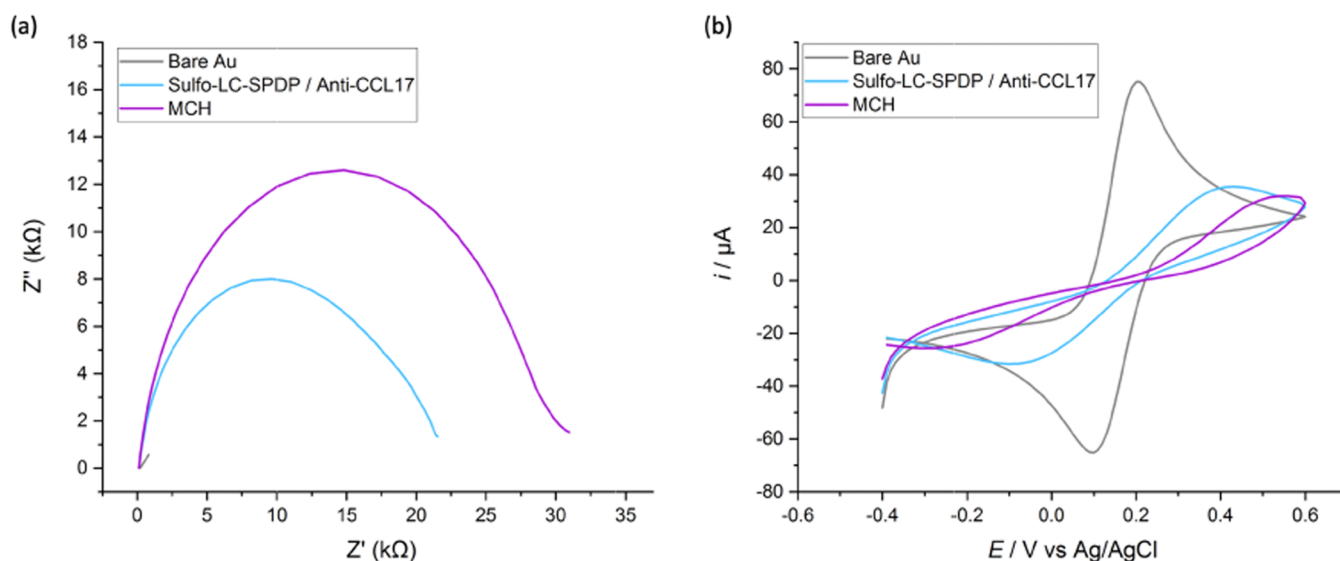 (a)
18
16
14
12
10
8
6
4
2
0
Z'' (kΩ)
Bare Au
Sulfo-LC-SPDP / Anti-CCL17
MCH
0 5 10 15 20 25 30 35
Z' (kΩ)
(b)
80
60
40
20
0
-20
-40
-60
-80
i / µA
Bare Au
Sulfo-LC-SPDP / Anti-CCL17
MCH
-0.6 -0.4 -0.2 0.0 0.2 0.4 0.6
E / V vs Ag/AgCl